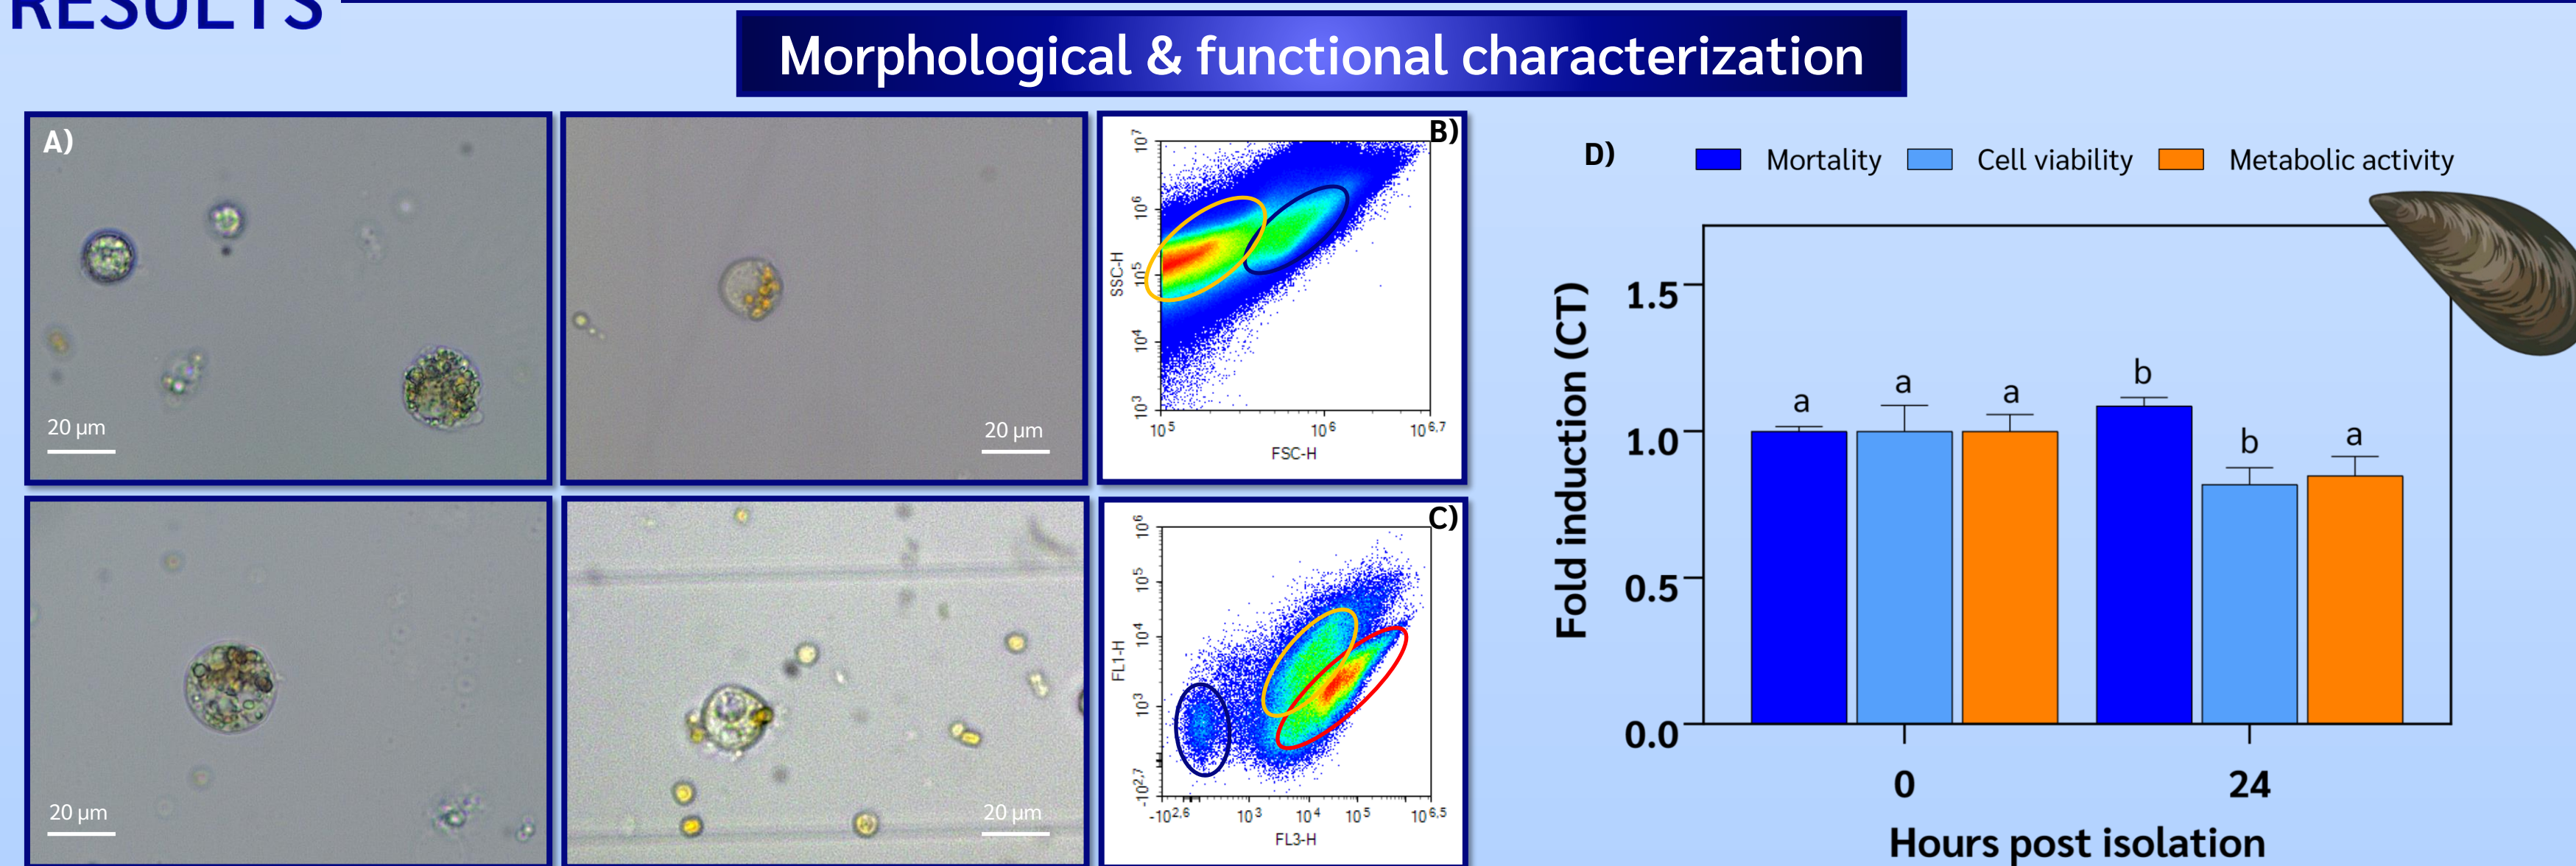 RESULTS
Morphological & functional characterization
A)
20 µm
20 µm
20 µm
20 µm
B)
10^7
10^6
10^5
10^4
10^3
SSC-H
10^5
10^6
10^6,7
FSC-H
C)
10^6
10^5
10^4
10^3
-10^2,7
FL1-H
-10^2,6
10^3
10^4
10^5
10^6,5
FL3-H
D)
Mortality
Cell viability
Metabolic activity
Fold induction (CT)
1.5
1.0
0.5
0.0
a
a
a
b
b
a
0
24
Hours post isolation